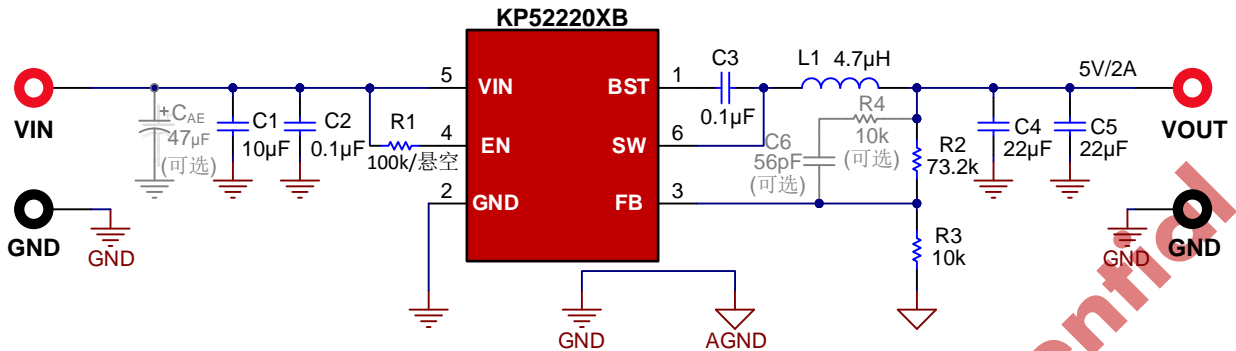 KP52220XB
VIN
GND
+
CAE
47μF
(可选)
C1
10μF
C2
0.1μF
R1
100k/悬空
5
VIN
4
EN
2
GND
BST
1
SW
6
FB
3
C3
0.1μF
L1 4.7μH
R4
10k
(可选)
C6
56pF
(可选)
R2
73.2k
R3
10k
C4
22μF
C5
22μF
5V/2A
VOUT
GND
GND
GND
GND
AGND